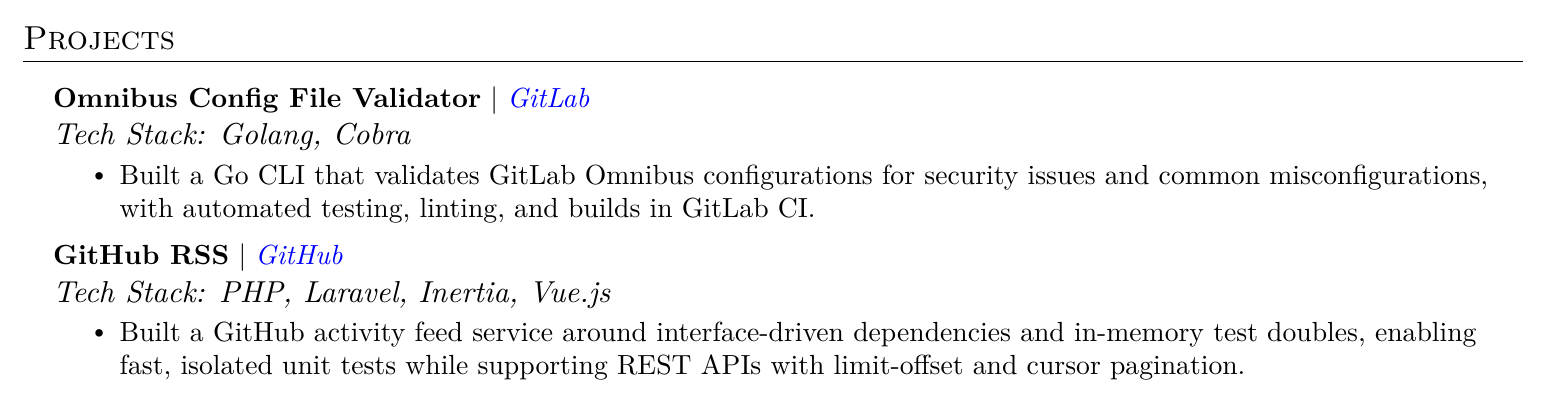 Projects
Omnibus Config File Validator | GitLab
Tech Stack: Golang, Cobra
• Built a Go CLI that validates GitLab Omnibus configurations for security issues and common misconfigurations,
with automated testing, linting, and builds in GitLab CI.
GitHub RSS | GitHub
Tech Stack: PHP, Laravel, Inertia, Vue.js
• Built a GitHub activity feed service around interface-driven dependencies and in-memory test doubles, enabling
fast, isolated unit tests while supporting REST APIs with limit-offset and cursor pagination.